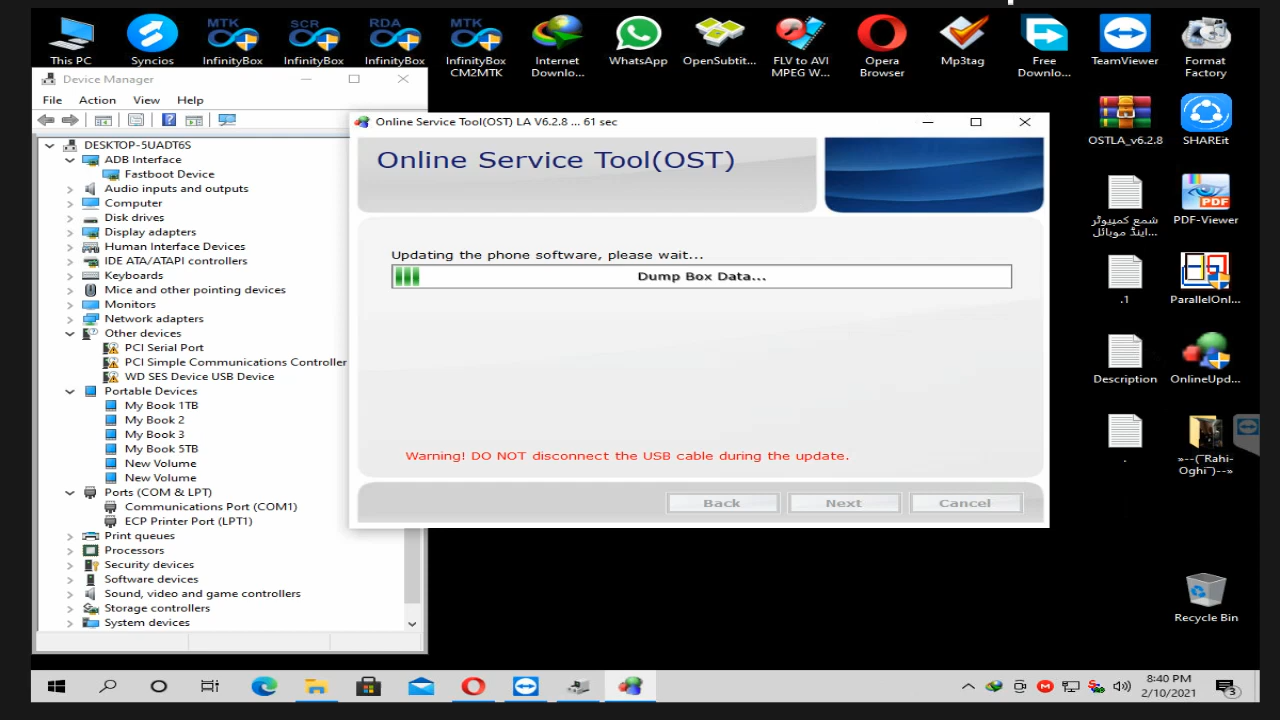 This PC
Syncios
MTK
InfinityBox
SCR
InfinityBox
RDA
InfinityBox
MTK
InfinityBox
CM2MTK
Internet
Downlo...
WhatsApp
OpenSubtit...
FLV to AVI
MPEG W...
Opera
Browser
Mp3tag
Free
Downlo...
TeamViewer
Format
Factory
Device Manager
File Action View Help
DESKTOP-5UADT6S
ADB Interface
Fastboot Device
Audio inputs and outputs
Computer
Disk drives
Display adapters
Human Interface Devices
IDE ATA/ATAPI controllers
Keyboards
Mice and other pointing devices
Monitors
Network adapters
Other devices
PCI Serial Port
PCI Simple Communications Controller
WD SES Device USB Device
Portable Devices
My Book 1TB
My Book 2
My Book 3
My Book 5TB
New Volume
New Volume
Ports (COM & LPT)
Communications Port (COM1)
ECP Printer Port (LPT1)
Print queues
Processors
Security devices
Software devices
Sound, video and game controllers
Storage controllers
System devices
Online Service Tool(OST) LA V6.2.8 ... 61 sec
Online Service Tool(OST)
Updating the phone software, please wait...
Dump Box Data...
Warning! DO NOT disconnect the USB cable during the update.
Back Next Cancel
OSTLA_v6.2.8
SHAREit
شمع کمپیوٹر
اینڈ موبائل...
PDF
PDF-Viewer
.1
ParallelOnl...
Description
OnlineUpd...
.
»--(¯Rahi-
Oghi¯)--»
Recycle Bin
8:40 PM
2/10/2021
3